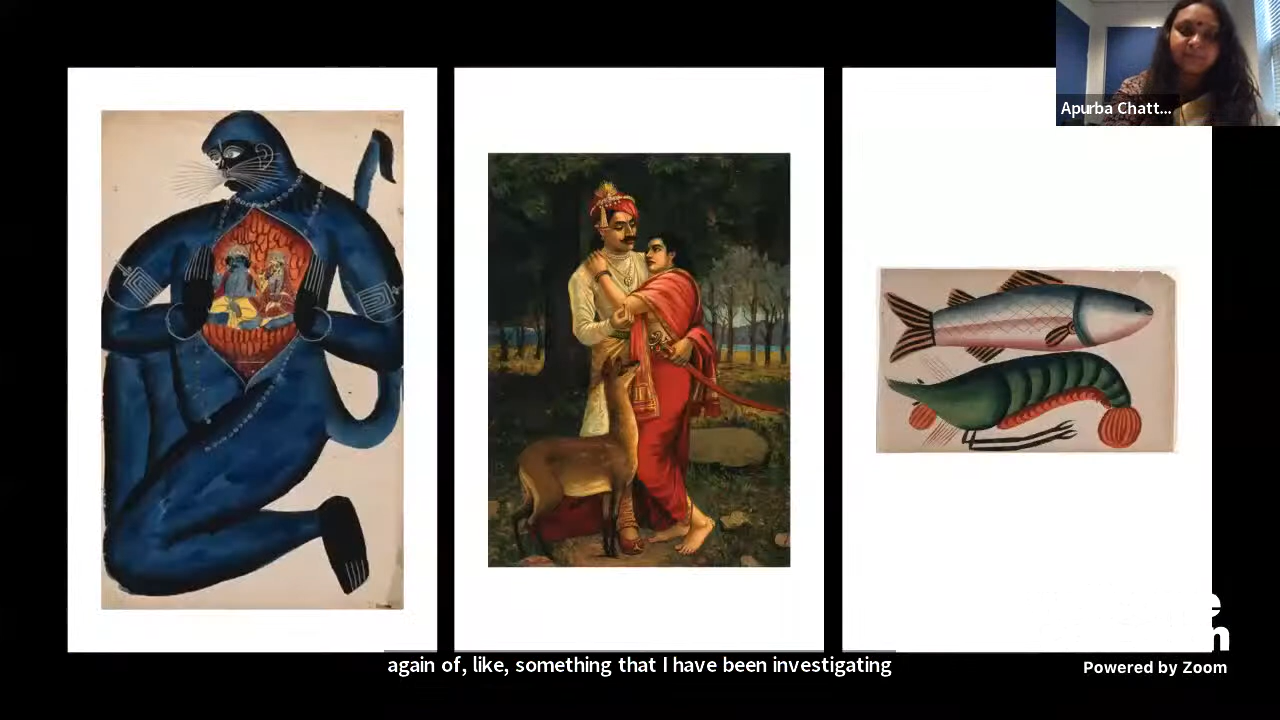 Apurba Chatt...
again of, like, something that I have been investigating
Powered by Zoom